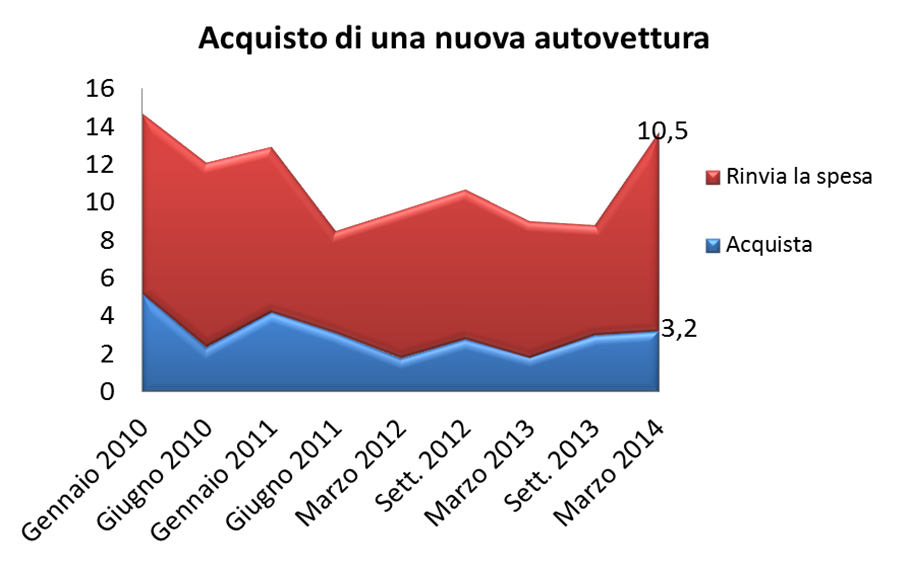 Acquisto di una nuova autovettura
16
14
12
10
8
6
4
2
0
10,5
3,2
Rinvia la spesa
Acquista
Gennaio 2010
Giugno 2010
Gennaio 2011
Giugno 2011
Marzo 2012
Sett. 2012
Marzo 2013
Sett. 2013
Marzo 2014